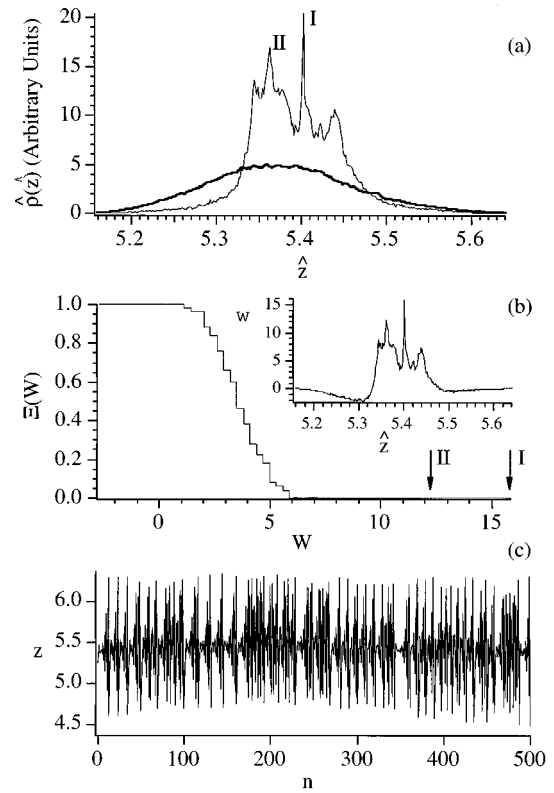 (a)
I
II
20
15
10
5
0
ρ̂(ẑ) (Arbitrary Units)
5.2 5.3 5.4 5.5 5.6
ẑ
(b)
1.0
0.8
0.6
0.4
0.2
0.0
Ξ(W)
0 5 10 15
W
w
15
10
5
0
5.2 5.3 5.4 5.5 5.6
ẑ
II I
(c)
6.0
5.5
5.0
4.5
z
0 100 200 300 400 500
n